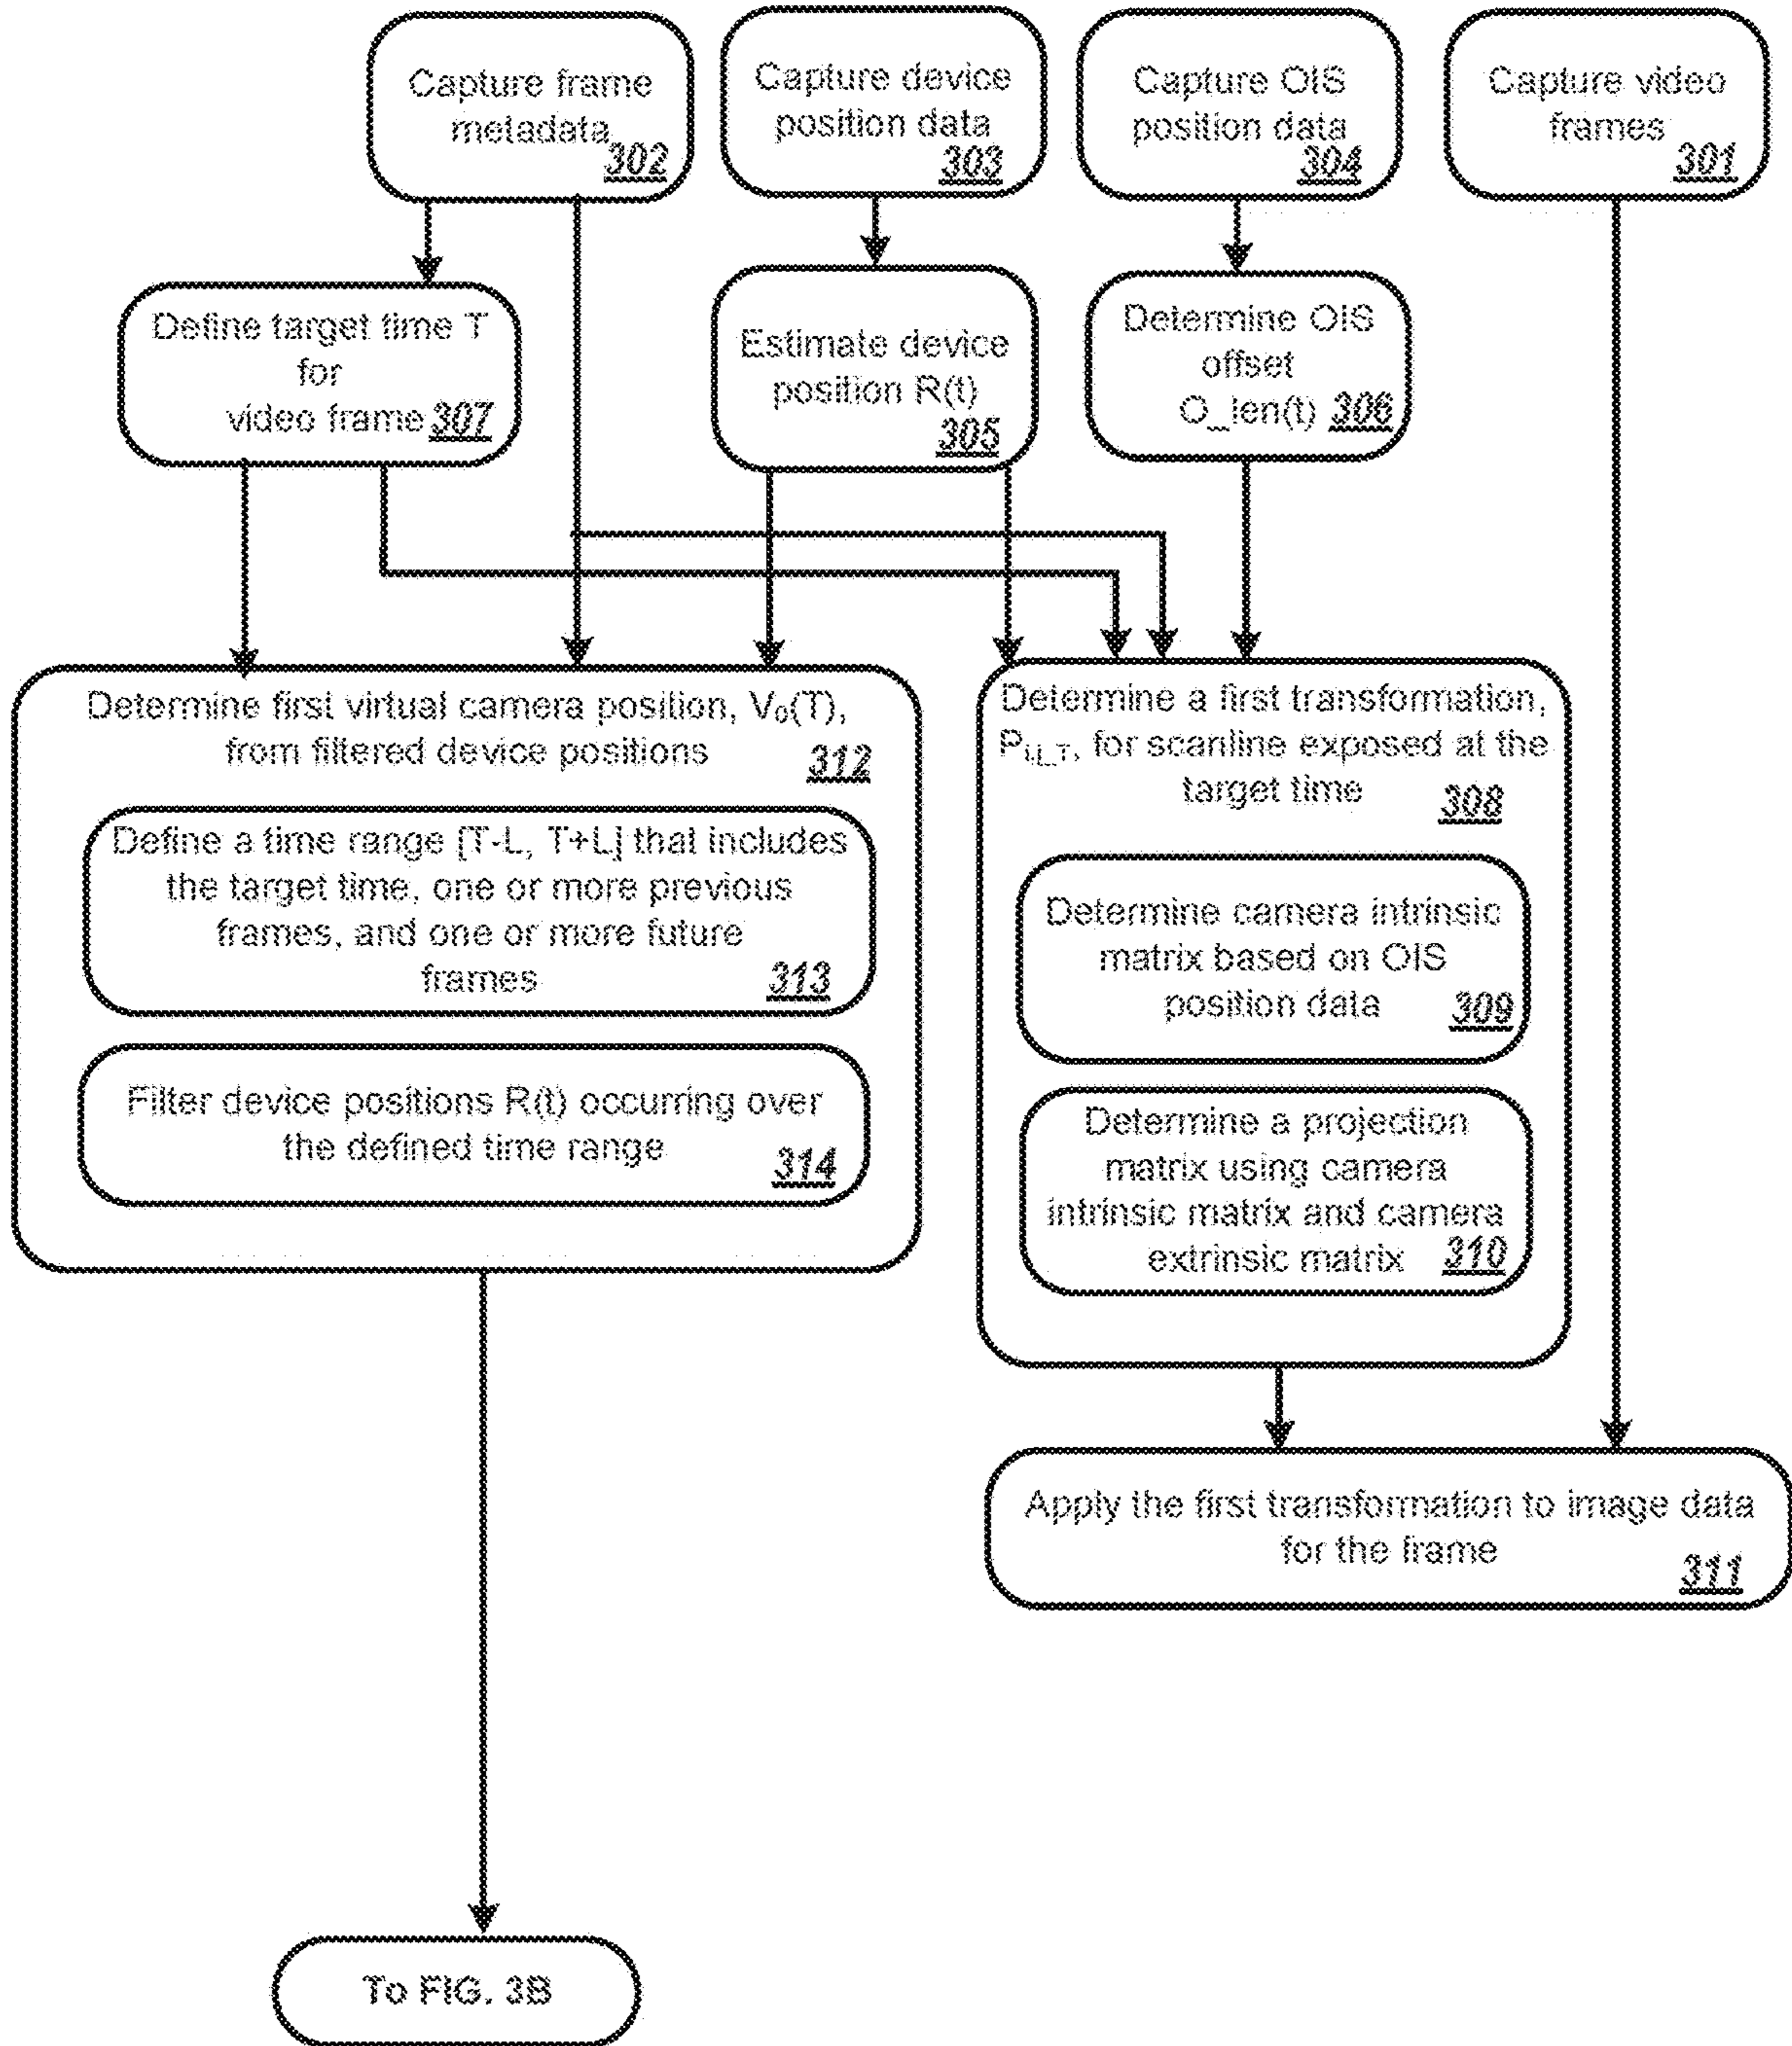 Capture frame
metadata
302
Capture device
position data
303
Capture OIS
position data
304
Capture video
frames
301
Define target time T
for
video frame 307
Estimate device
position R(t)
305
Determine OIS
offset
O_len(t) 306
Determine first virtual camera position, V₀(T),
from filtered device positions
312
Define a time range [T-L, T+L] that includes
the target time, one or more previous
frames, and one or more future
frames
313
Filter device positions R(t) occurring over
the defined time range
314
Determine a first transformation,
for scanline exposed at the
target time
308
Determine camera intrinsic
matrix based on OIS
position data
309
Determine a projection
matrix using camera
intrinsic matrix and camera
extrinsic matrix 310
Apply the first transformation to image data
for the frame
311
To FIG. 3B